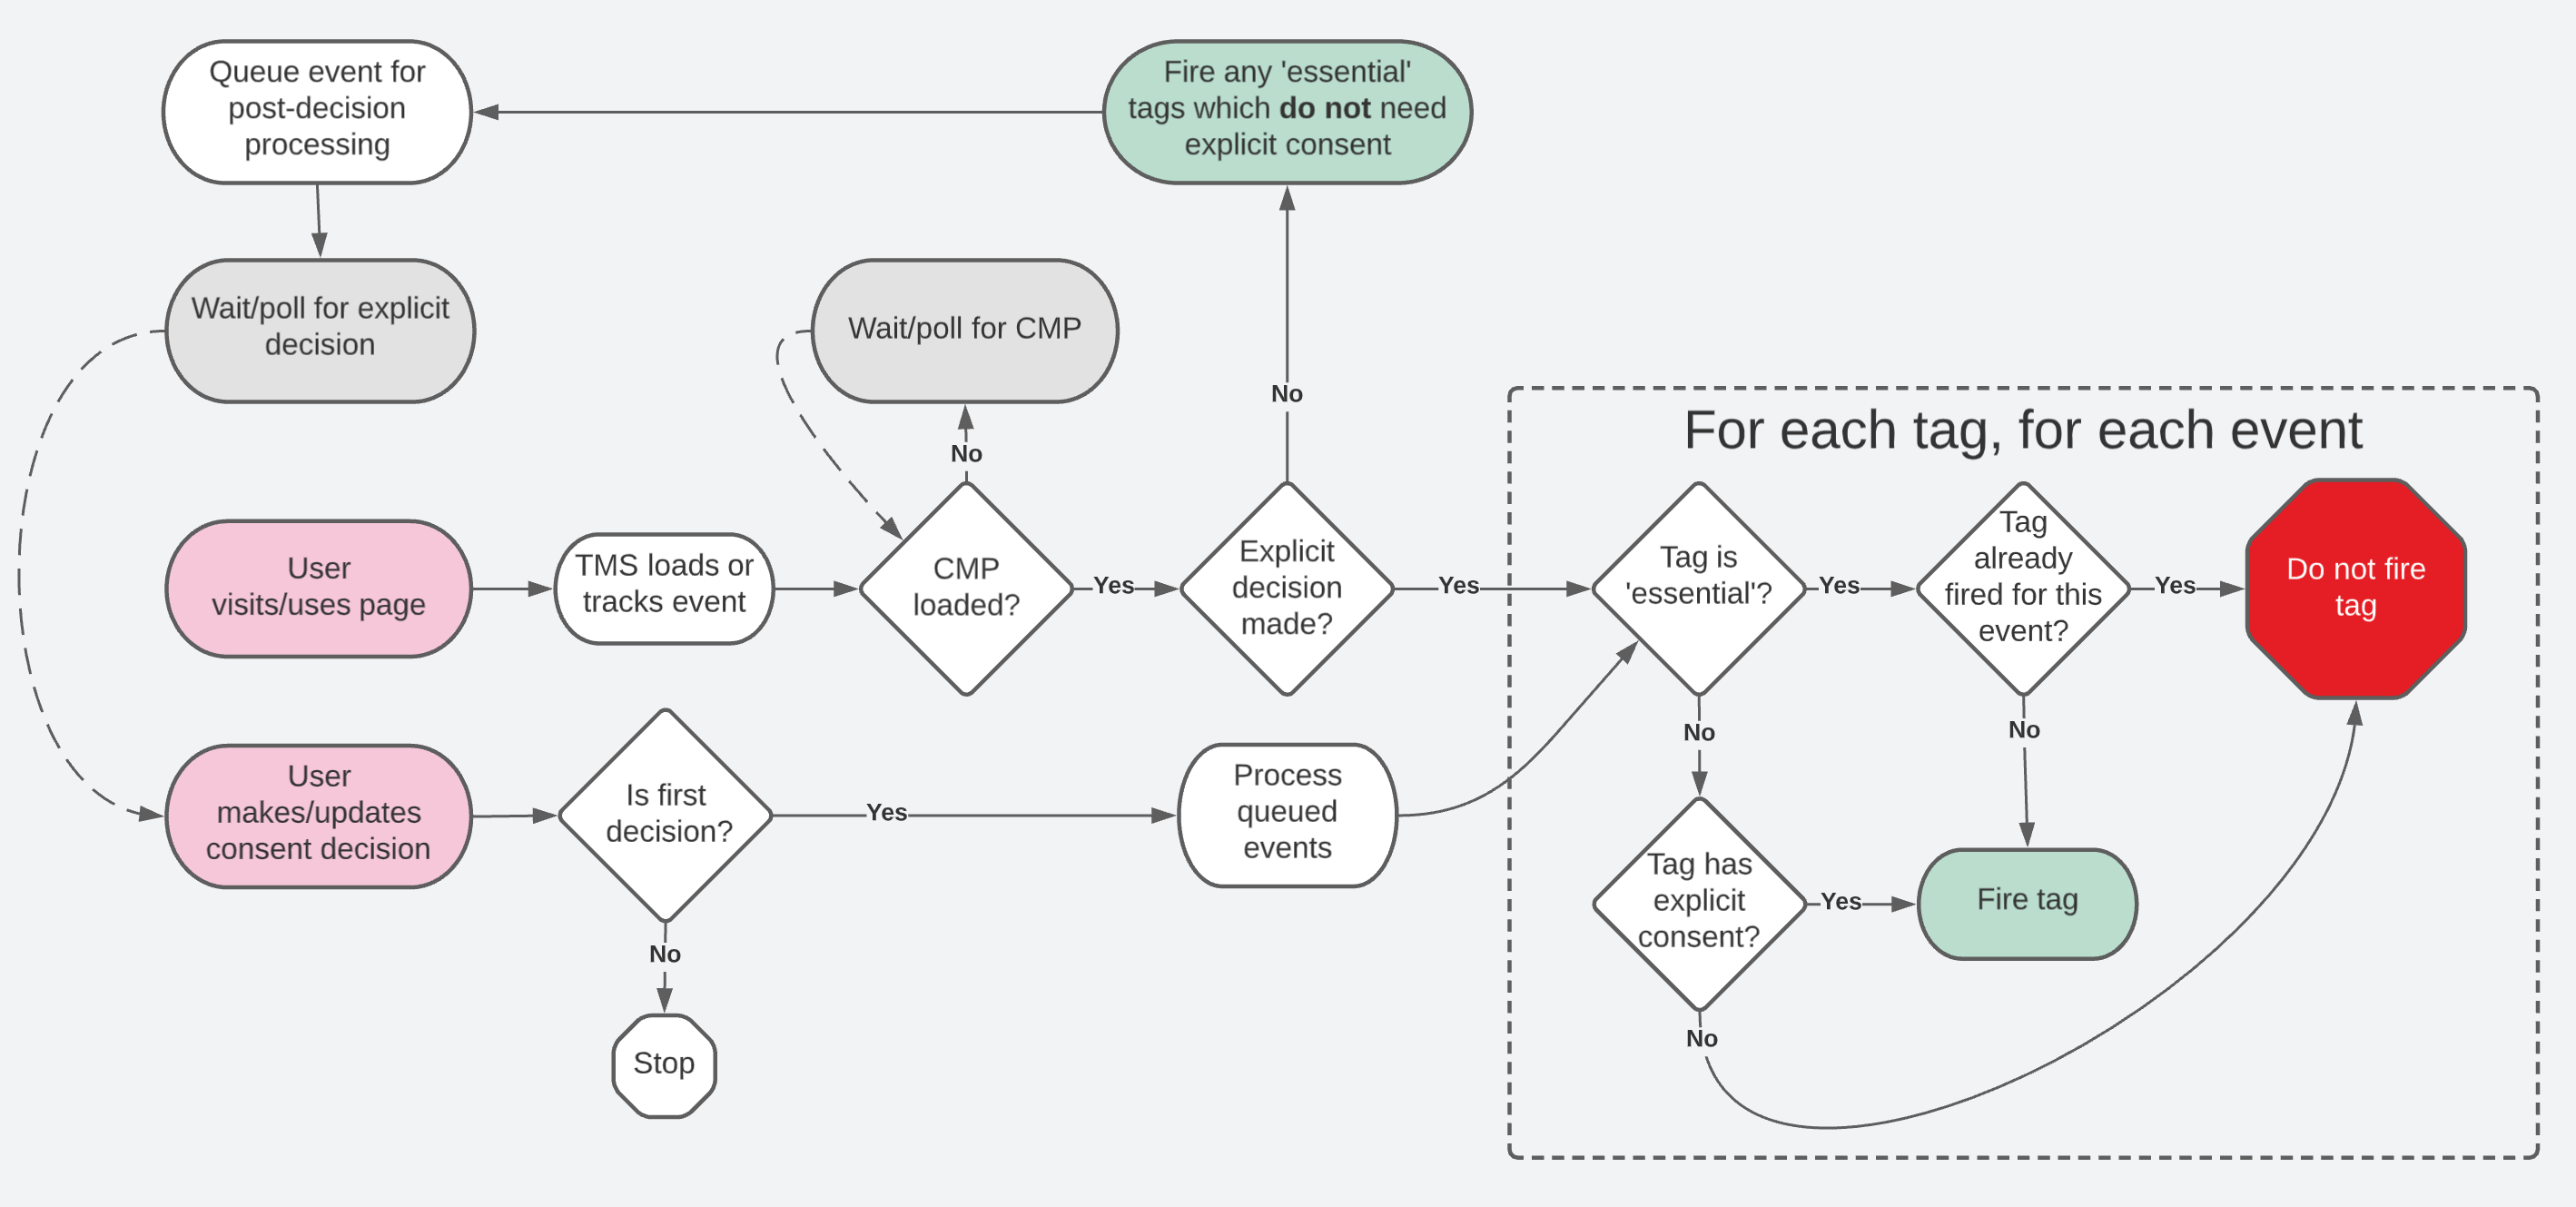 Queue event for
post-decision
processing
Fire any 'essential'
tags which do not need
explicit consent
Wait/poll for explicit
decision
Wait/poll for CMP
No
No
For each tag, for each event
User
visits/uses page
TMS loads or
tracks event
CMP
loaded?
Yes
Explicit
decision
made?
Yes
Tag is
'essential'?
Yes
Tag
already
fired for this
event?
Yes
Do not fire
tag
No
No
User
makes/updates
consent decision
Is first
decision?
Yes
Process
queued
events
Tag has
explicit
consent?
Yes
Fire tag
No
No
Stop